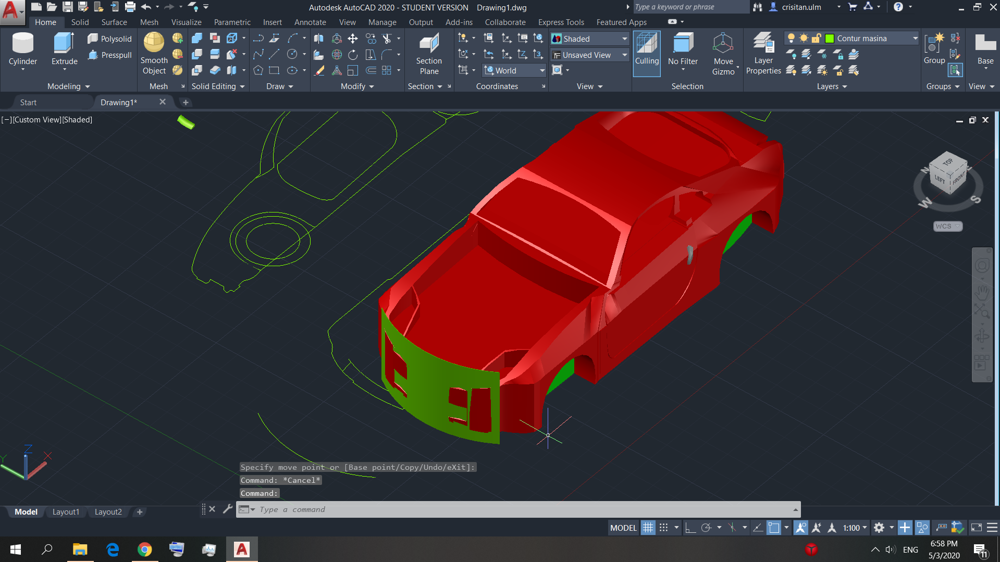 Autodesk AutoCAD 2020 - STUDENT VERSION Drawing1.dwg
Type a keyword or phrase
crisitan.ulm
Home Solid Surface Mesh Visualize Parametric Insert Annotate View Manage Output Add-ins Collaborate Express Tools Featured Apps
Cylinder
Extrude
Polysolid
Presspull
Modeling
Smooth
Object
Mesh
Solid Editing
Draw
Modify
Section
Plane
Section
World
Coordinates
Shaded
Unsaved View
View
Culling
No Filter
Move
Gizmo
Selection
Layer
Properties
Contur masina
Layers
Group
Groups
Base
View
Start
Drawing1*
[−][Custom View][Shaded]
TOP
LEFT
FRONT
N
W
S
WCS
Z
X
Y
Specify move point or [Base point/Copy/Undo/eXit]:
Command: *Cancel*
Command:
Type a command
Model Layout1 Layout2
MODEL
1:100
ENG
6:58 PM
5/3/2020
11